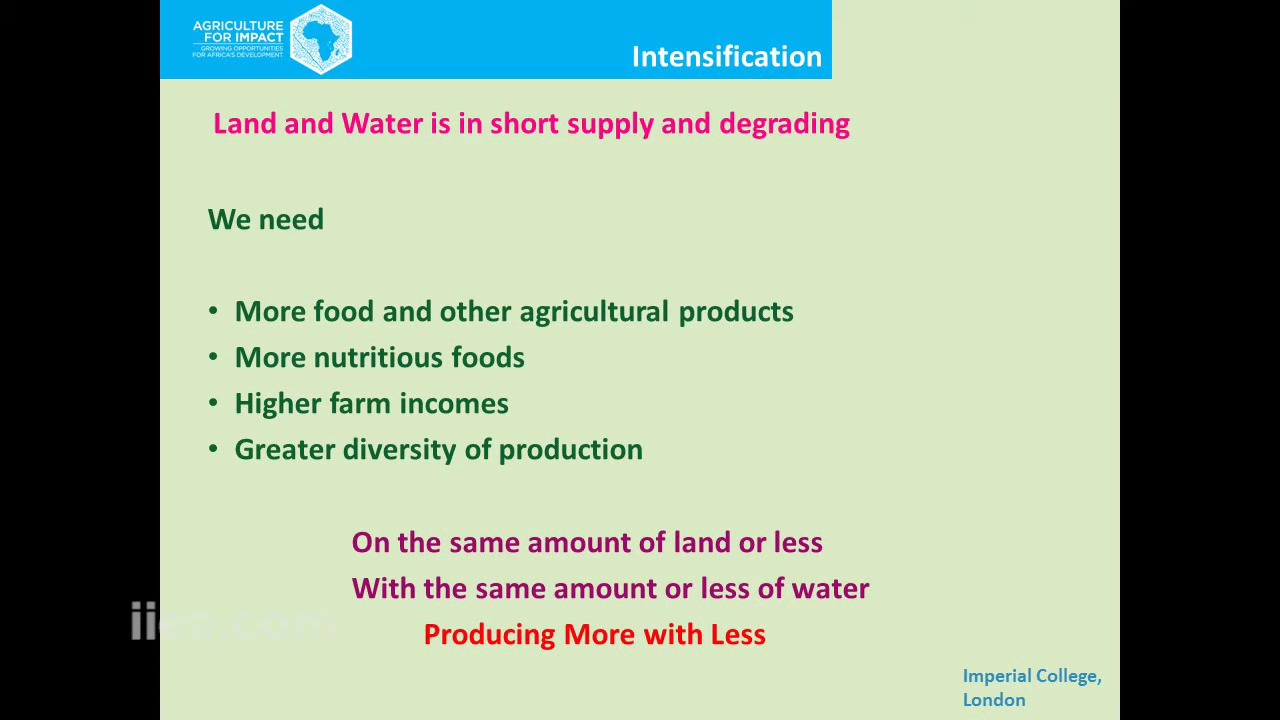 AGRICULTURE
FOR IMPACT
GROWING OPPORTUNITIES
FOR AFRICA'S DEVELOPMENT
Intensification
Land and Water is in short supply and degrading
We need
• More food and other agricultural products
• More nutritious foods
• Higher farm incomes
• Greater diversity of production
On the same amount of land or less
With the same amount or less of water
iiea.com
Producing More with Less
Imperial College,
London